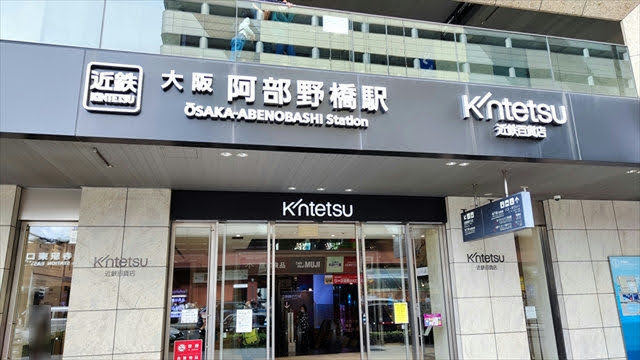 近鉄
KINTETSU
大阪 阿部野橋駅
ŌSAKA-ABENOBASHI Station
Kintetsu
近鉄百貨店
Kintetsu
Kintetsu
近鉄百貨店
Kintetsu
近鉄百貨店
MUJI